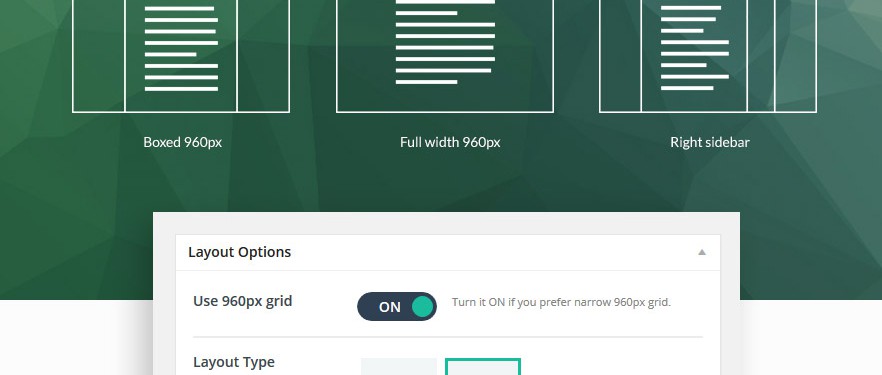 Boxed 960px
Full width 960px
Right sidebar
Layout Options
Use 960px grid
ON
Turn it ON if you prefer narrow 960px grid.
Layout Type